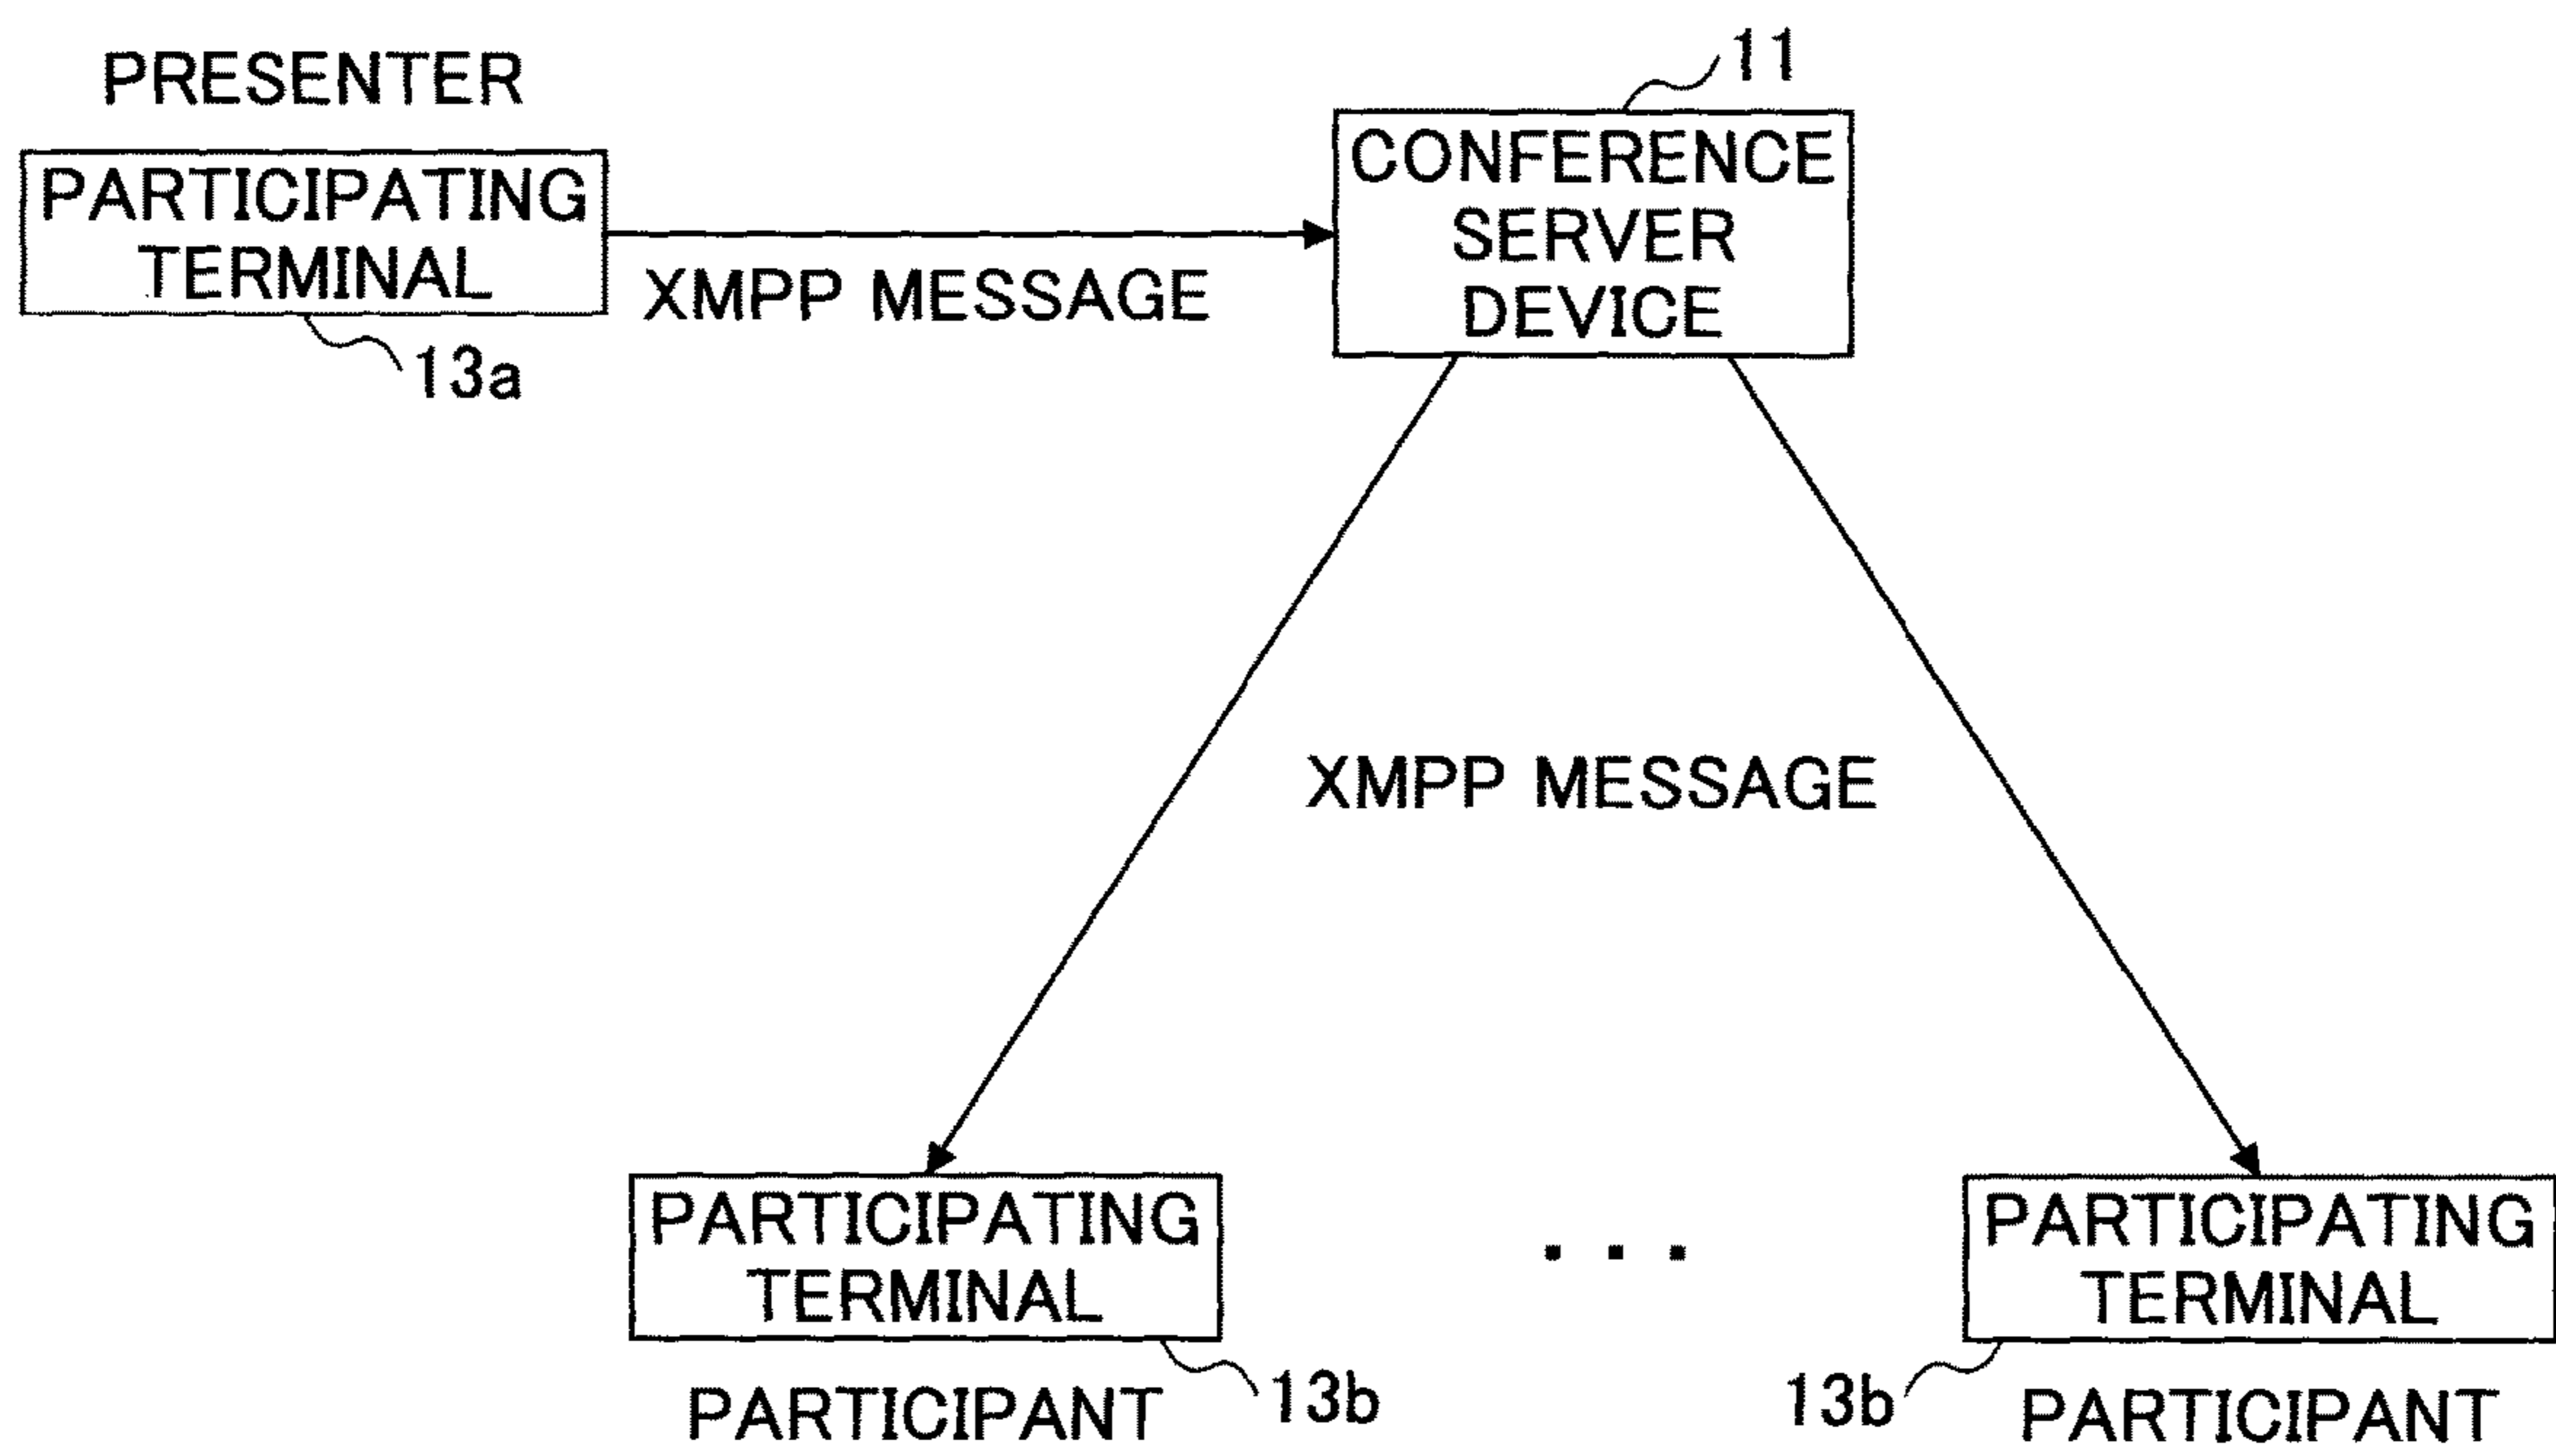 PRESENTER
PARTICIPATING
TERMINAL
13a
XMPP MESSAGE
11
CONFERENCE
SERVER
DEVICE
XMPP MESSAGE
PARTICIPATING
TERMINAL
13b
PARTICIPANT
...
PARTICIPATING
TERMINAL
13b
PARTICIPANT